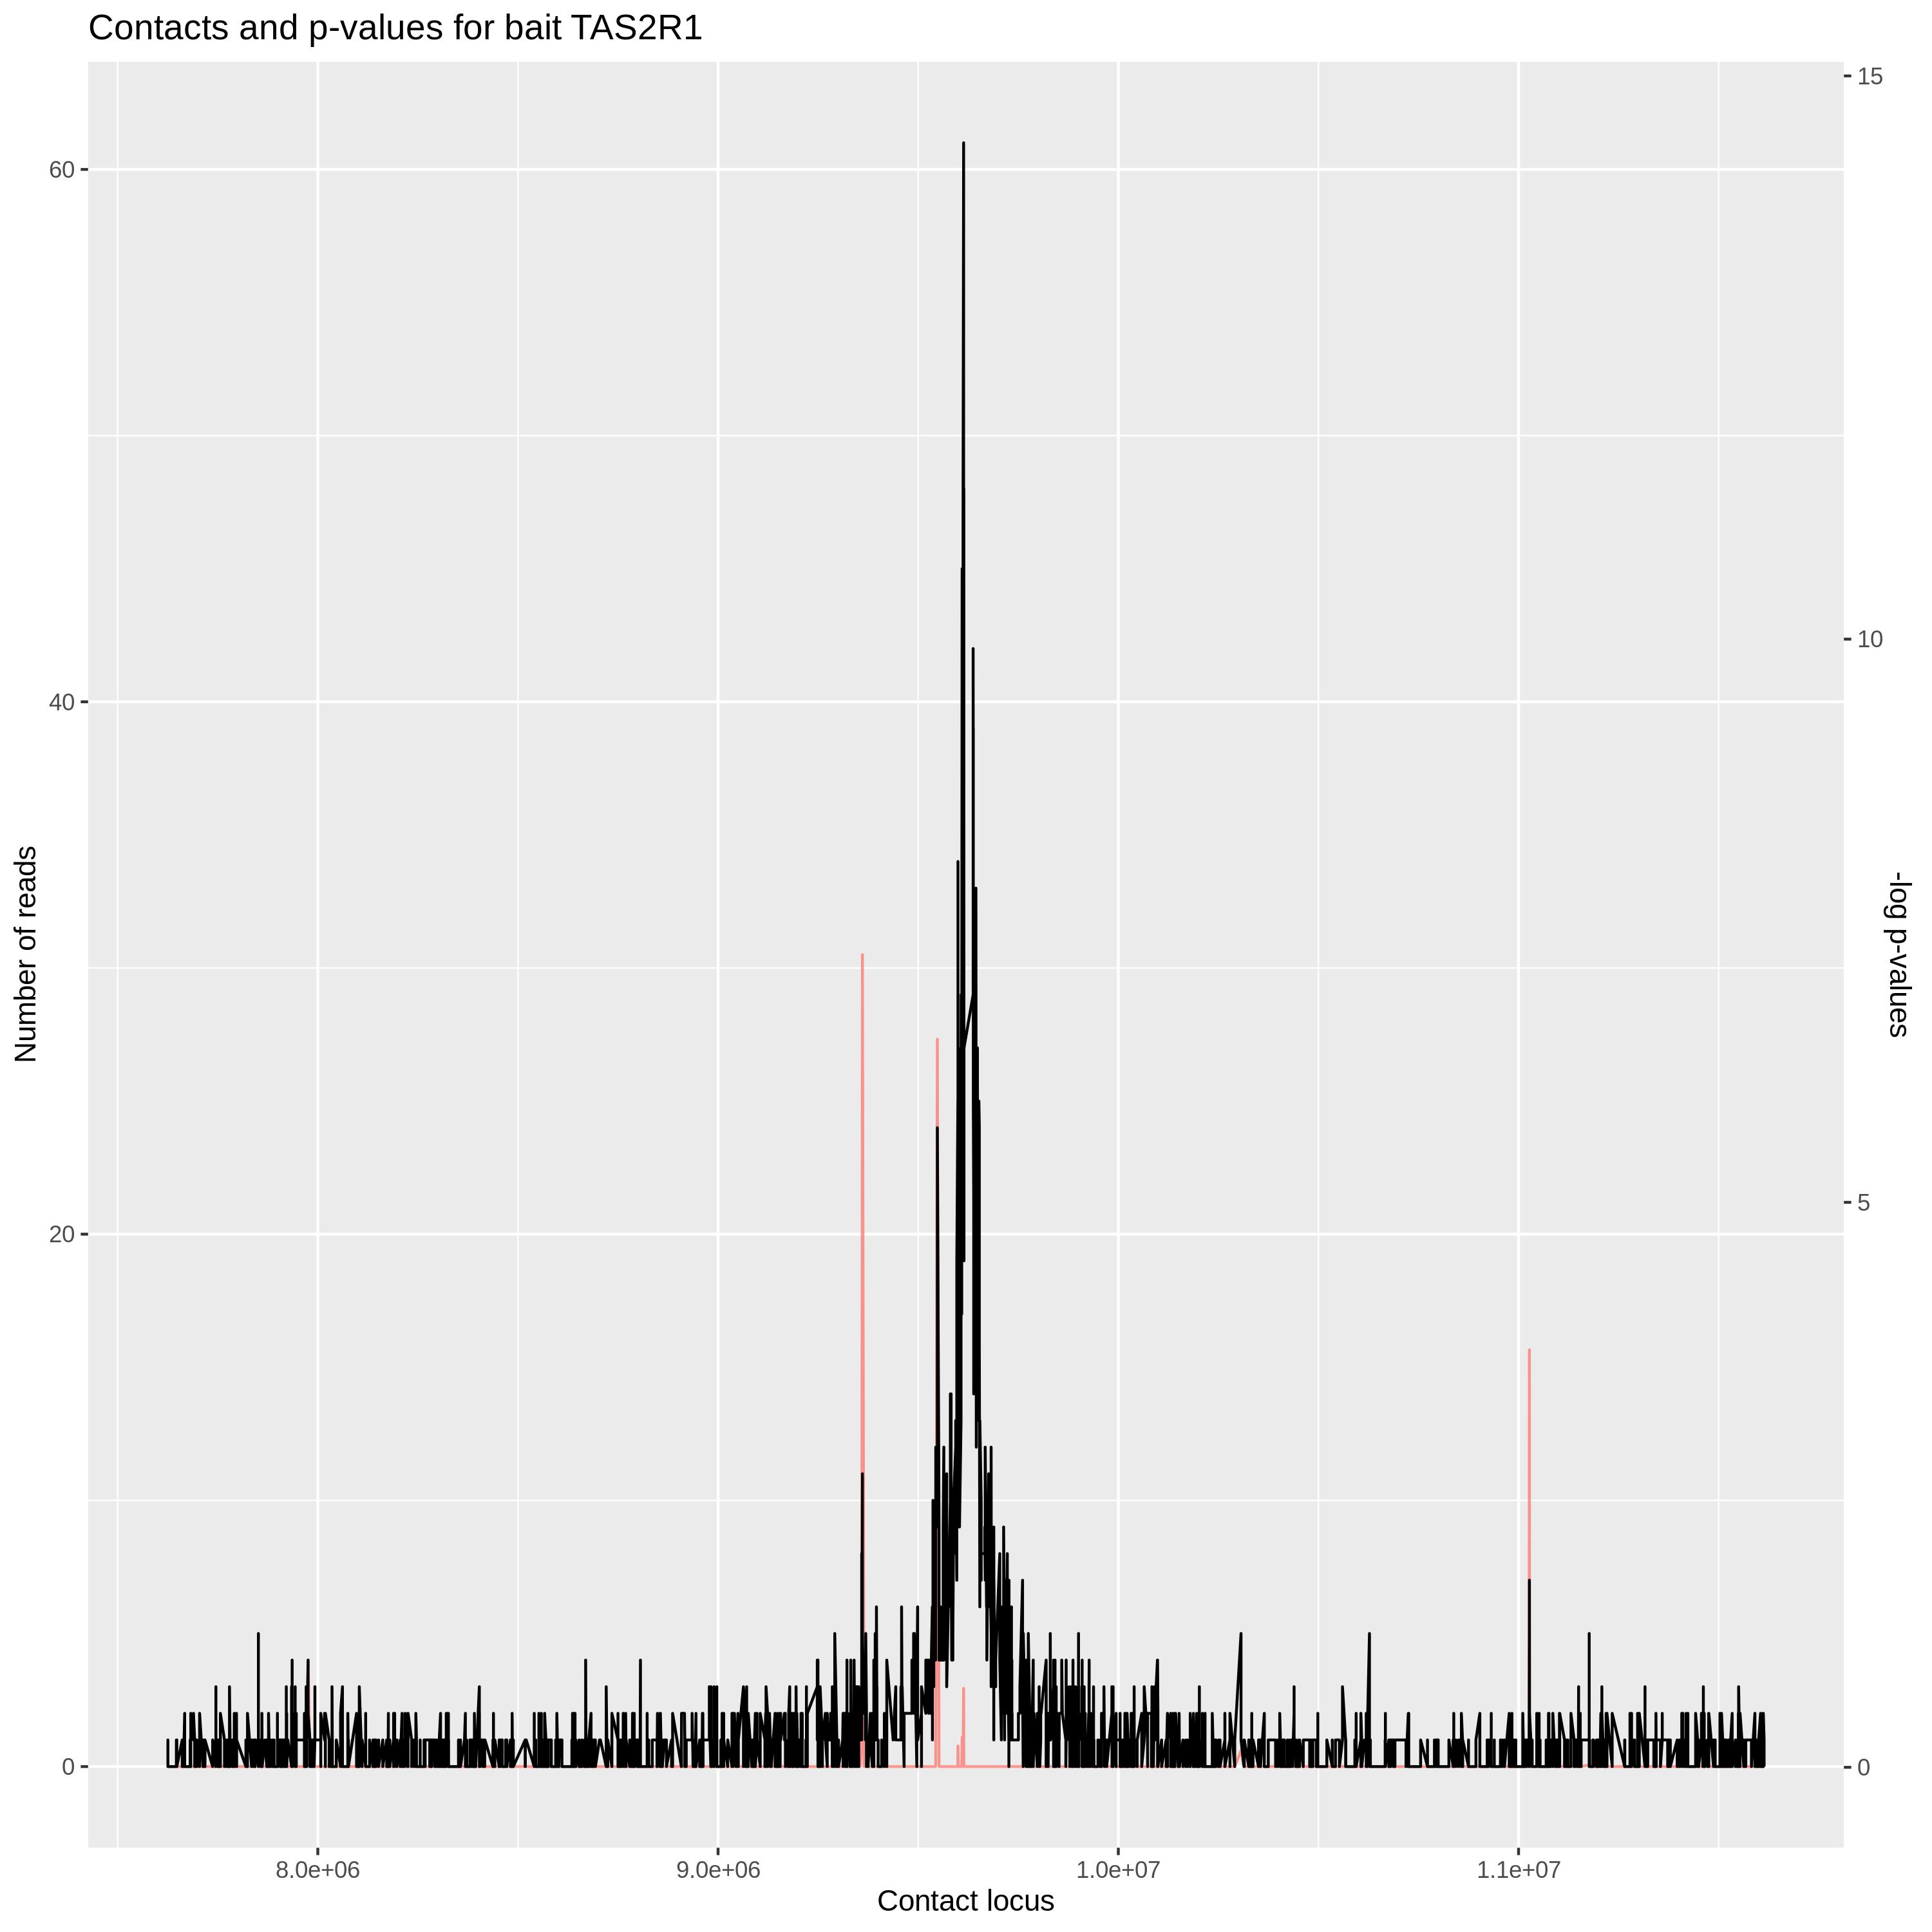 Contacts and p-values for bait TAS2R1
60
40
20
0
Number of reads
15
10
5
0
-log p-values
8.0e+06
9.0e+06
1.0e+07
1.1e+07
Contact locus